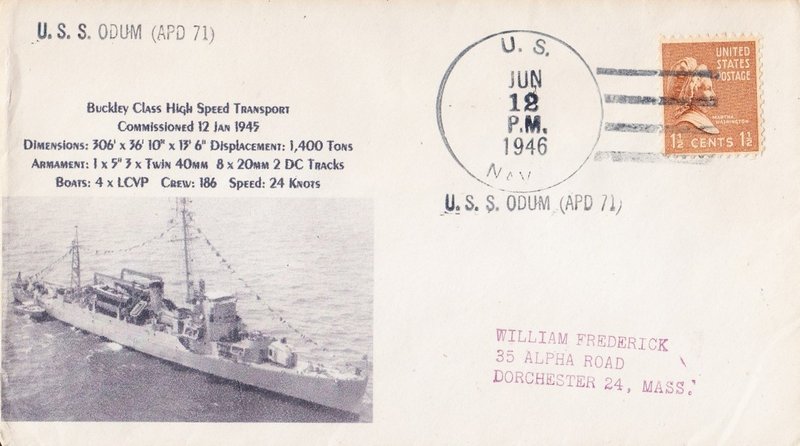 U. S. S. ODUM (APD 71)
Buckley Class High Speed Transport
Commissioned 12 Jan 1945
Dimensions: 306' x 36' 10" x 13' 6" Displacement: 1,400 Tons
Armament: 1 x 5" 3 x Twin 40mm 8 x 20mm 2 DC Tracks
Boats: 4 x LCVP Crew: 186 Speed: 24 Knots
U. S.
JUN
12
P.M.
1946
NAV
U. S. S. ODUM (APD 71)
UNITED
STATES
POSTAGE
MARTHA
WASHINGTON
1½ CENTS 1½
WILLIAM FREDERICK
35 ALPHA ROAD
DORCHESTER 24, MASS.